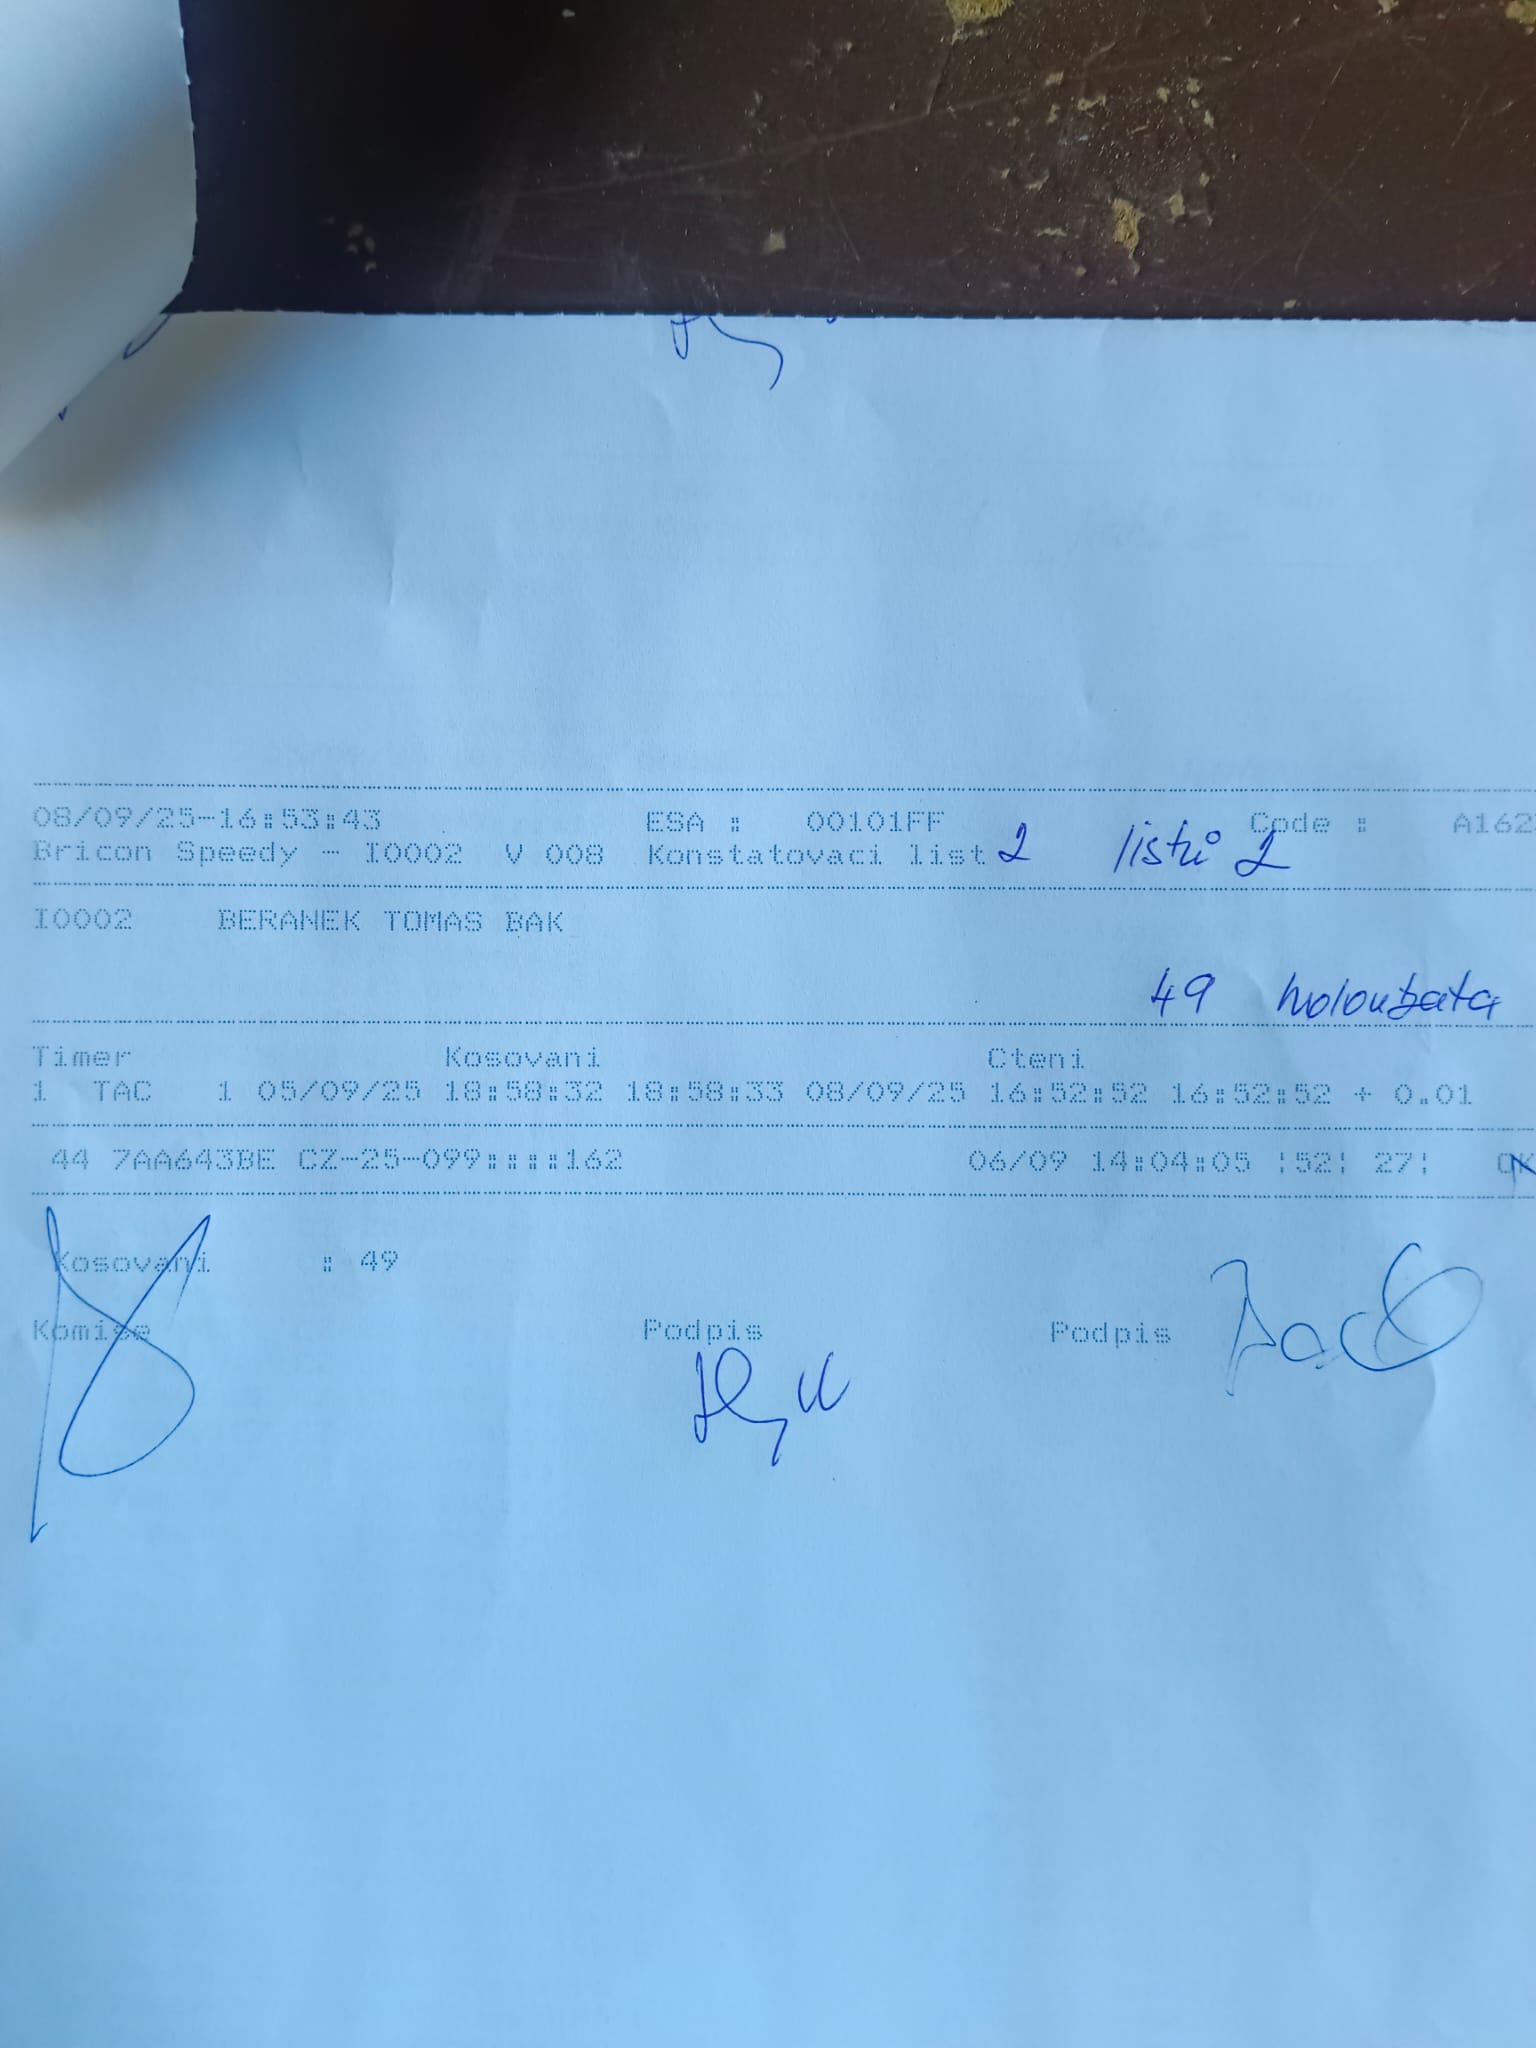 08/09/25-16:53:43 ESA : 00101FF Code : A162
Bricon Speedy - I0002 V 008 Konstatovaci list 2 listů 2
I0002 BERANEK TOMAS BAK
49 holoubata
Timer Kosovani Cteni
1 TAC 1 05/09/25 18:58:32 18:58:33 08/09/25 16:52:52 16:52:52 + 0.01
44 7AA643BE CZ-25-099::::162 06/09 14:04:05 ¦52¦ 27¦ OK
Kosovani : 49
Komise Podpis Podpis